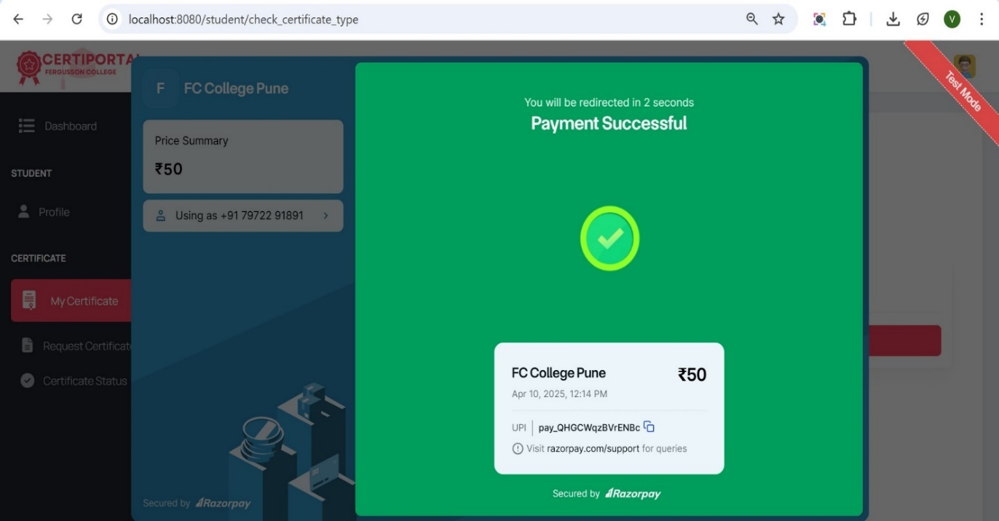 localhost:8080/student/check_certificate_type
V
CERTIPORTAL
FERGUSSON COLLEGE
Test Mode
Dashboard
STUDENT
Profile
CERTIFICATE
My Certificate
Request Certificate
Certificate Status
F FC College Pune
Price Summary
₹50
Using as +91 79722 91891
Secured by Razorpay
You will be redirected in 2 seconds
Payment Successful
FC College Pune ₹50
Apr 10, 2025, 12:14 PM
UPI pay_QHGCWqzBVrENBc
Visit razorpay.com/support for queries
Secured by Razorpay